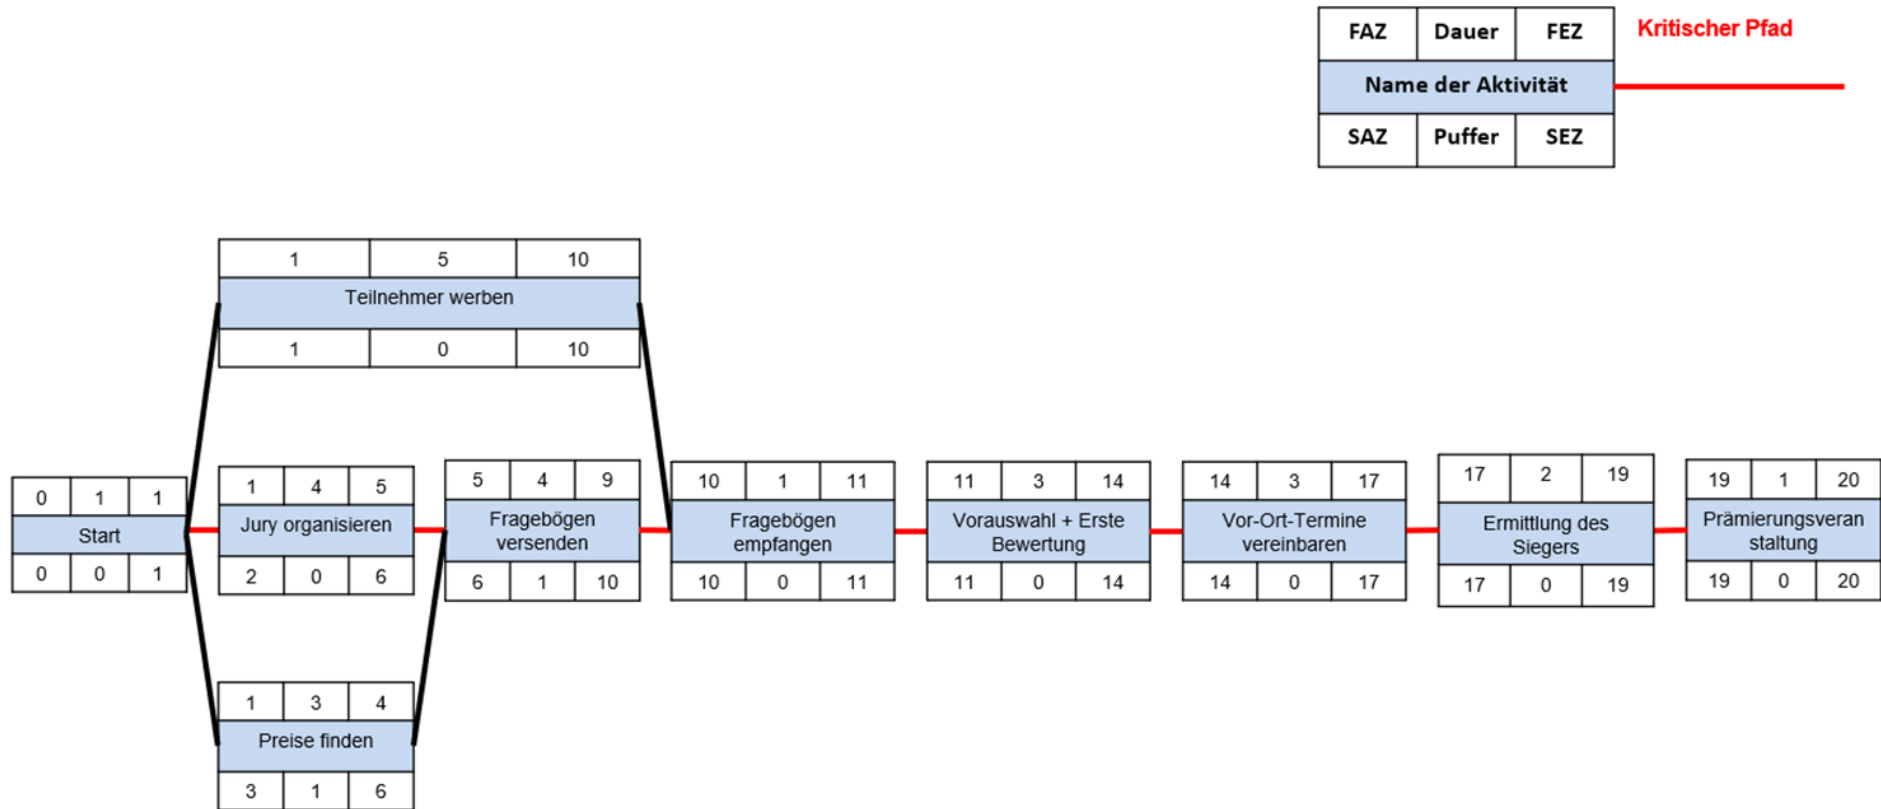 FAZ Dauer FEZ
Kritischer Pfad
Name der Aktivität
SAZ Puffer SEZ
1 5 10
Teilnehmer werben
1 0 10
0 1 1
Start
0 0 1
1 4 5
Jury organisieren
2 0 6
5 4 9
Fragebögen
versenden
6 1 10
10 1 11
Fragebögen
empfangen
10 0 11
11 3 14
Vorauswahl + Erste
Bewertung
11 0 14
14 3 17
Vor-Ort-Termine
vereinbaren
14 0 17
17 2 19
Ermittlung des
Siegers
17 0 19
19 1 20
Prämierungsveran
staltung
19 0 20
1 3 4
Preise finden
3 1 6